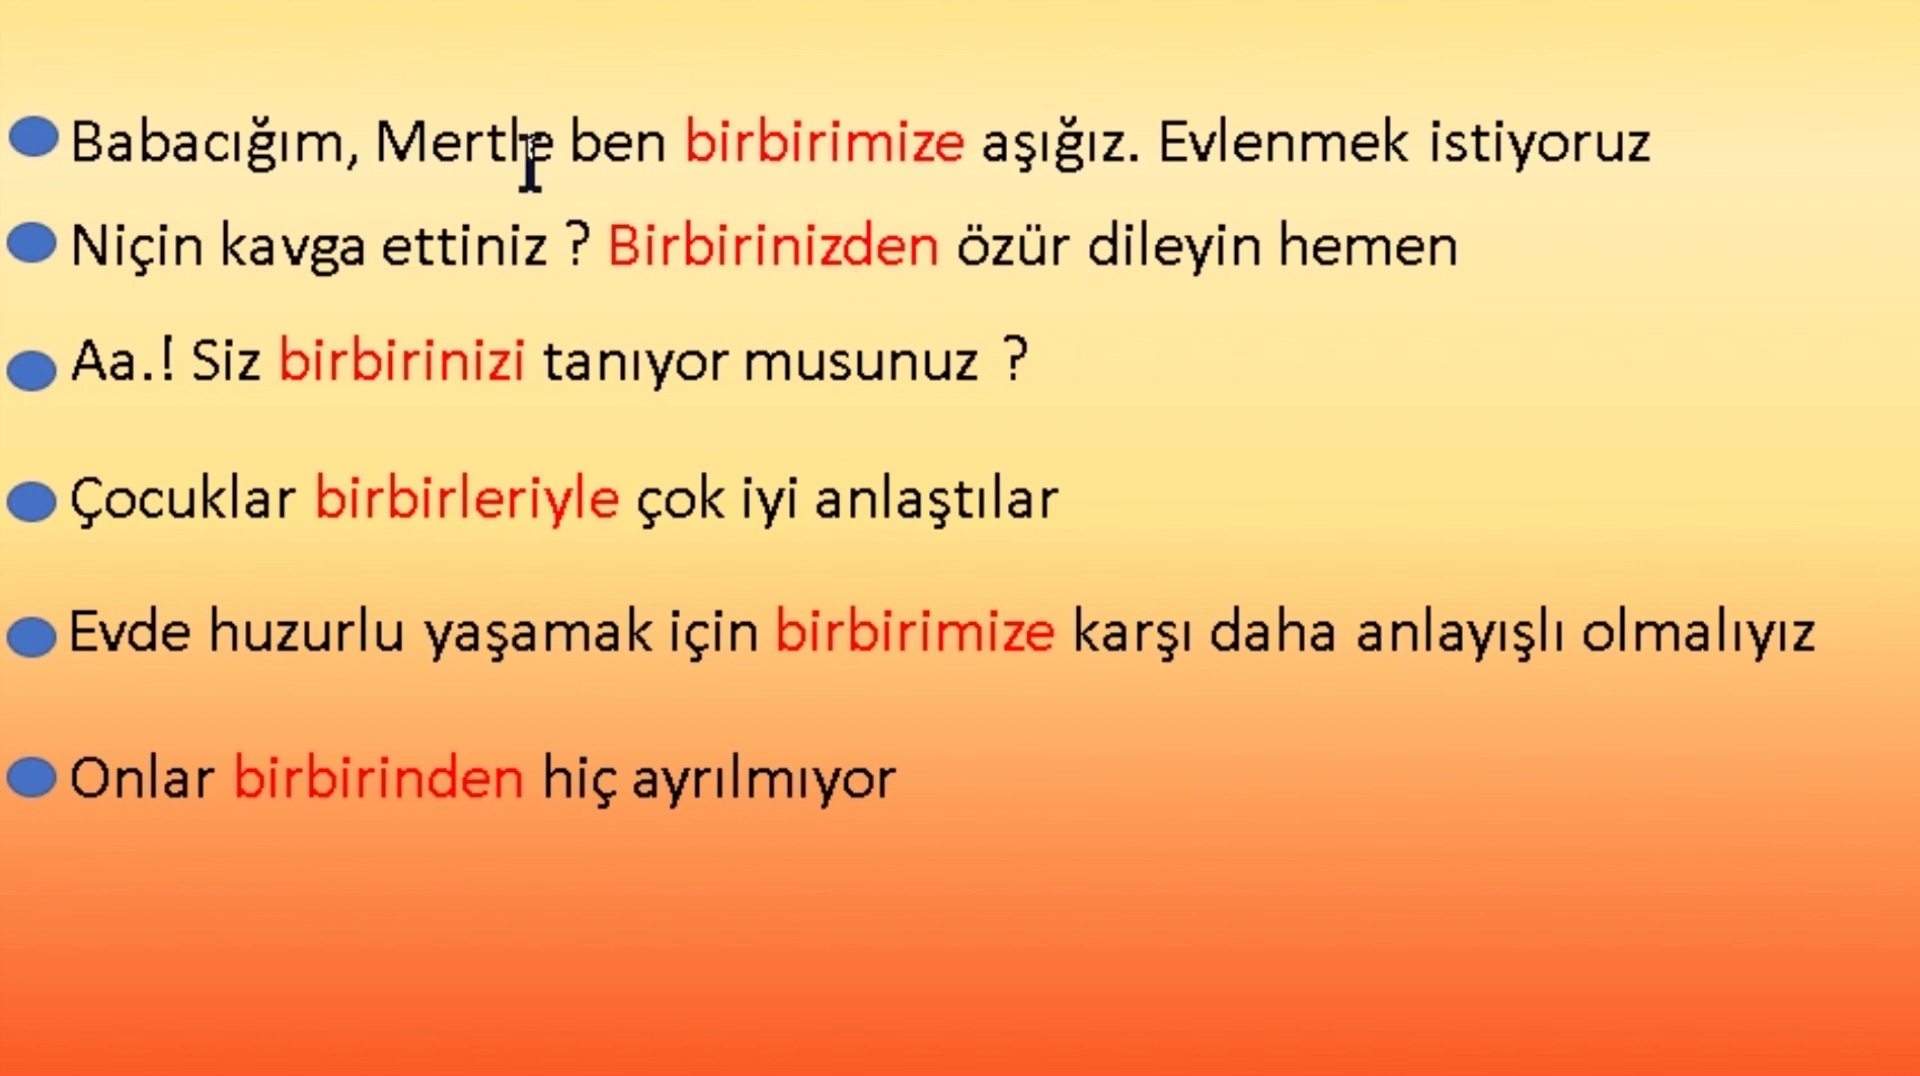 Babacığım, Mertle ben birbirimize aşığız. Evlenmek istiyoruz
Niçin kavga ettiniz ? Birbirinizden özür dileyin hemen
Aa.! Siz birbirinizi tanıyor musunuz ?
Çocuklar birbirleriyle çok iyi anlaştılar
Evde huzurlu yaşamak için birbirimize karşı daha anlayışlı olmalıyız
Onlar birbirinden hiç ayrılmıyor